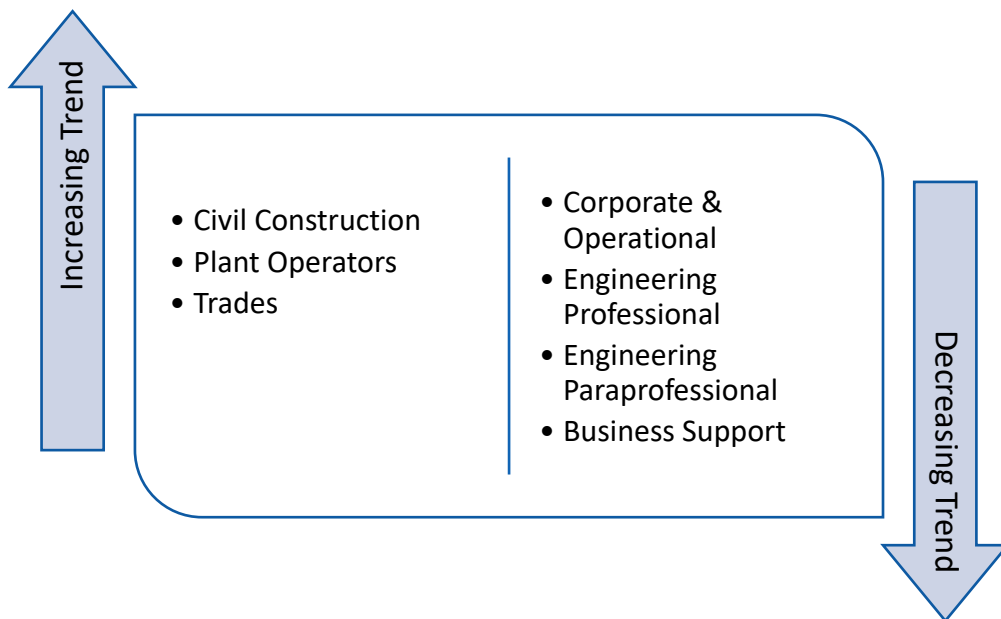 Increasing Trend
• Civil Construction
• Plant Operators
• Trades
• Corporate &
Operational
• Engineering
Professional
• Engineering
Paraprofessional
• Business Support
Decreasing Trend